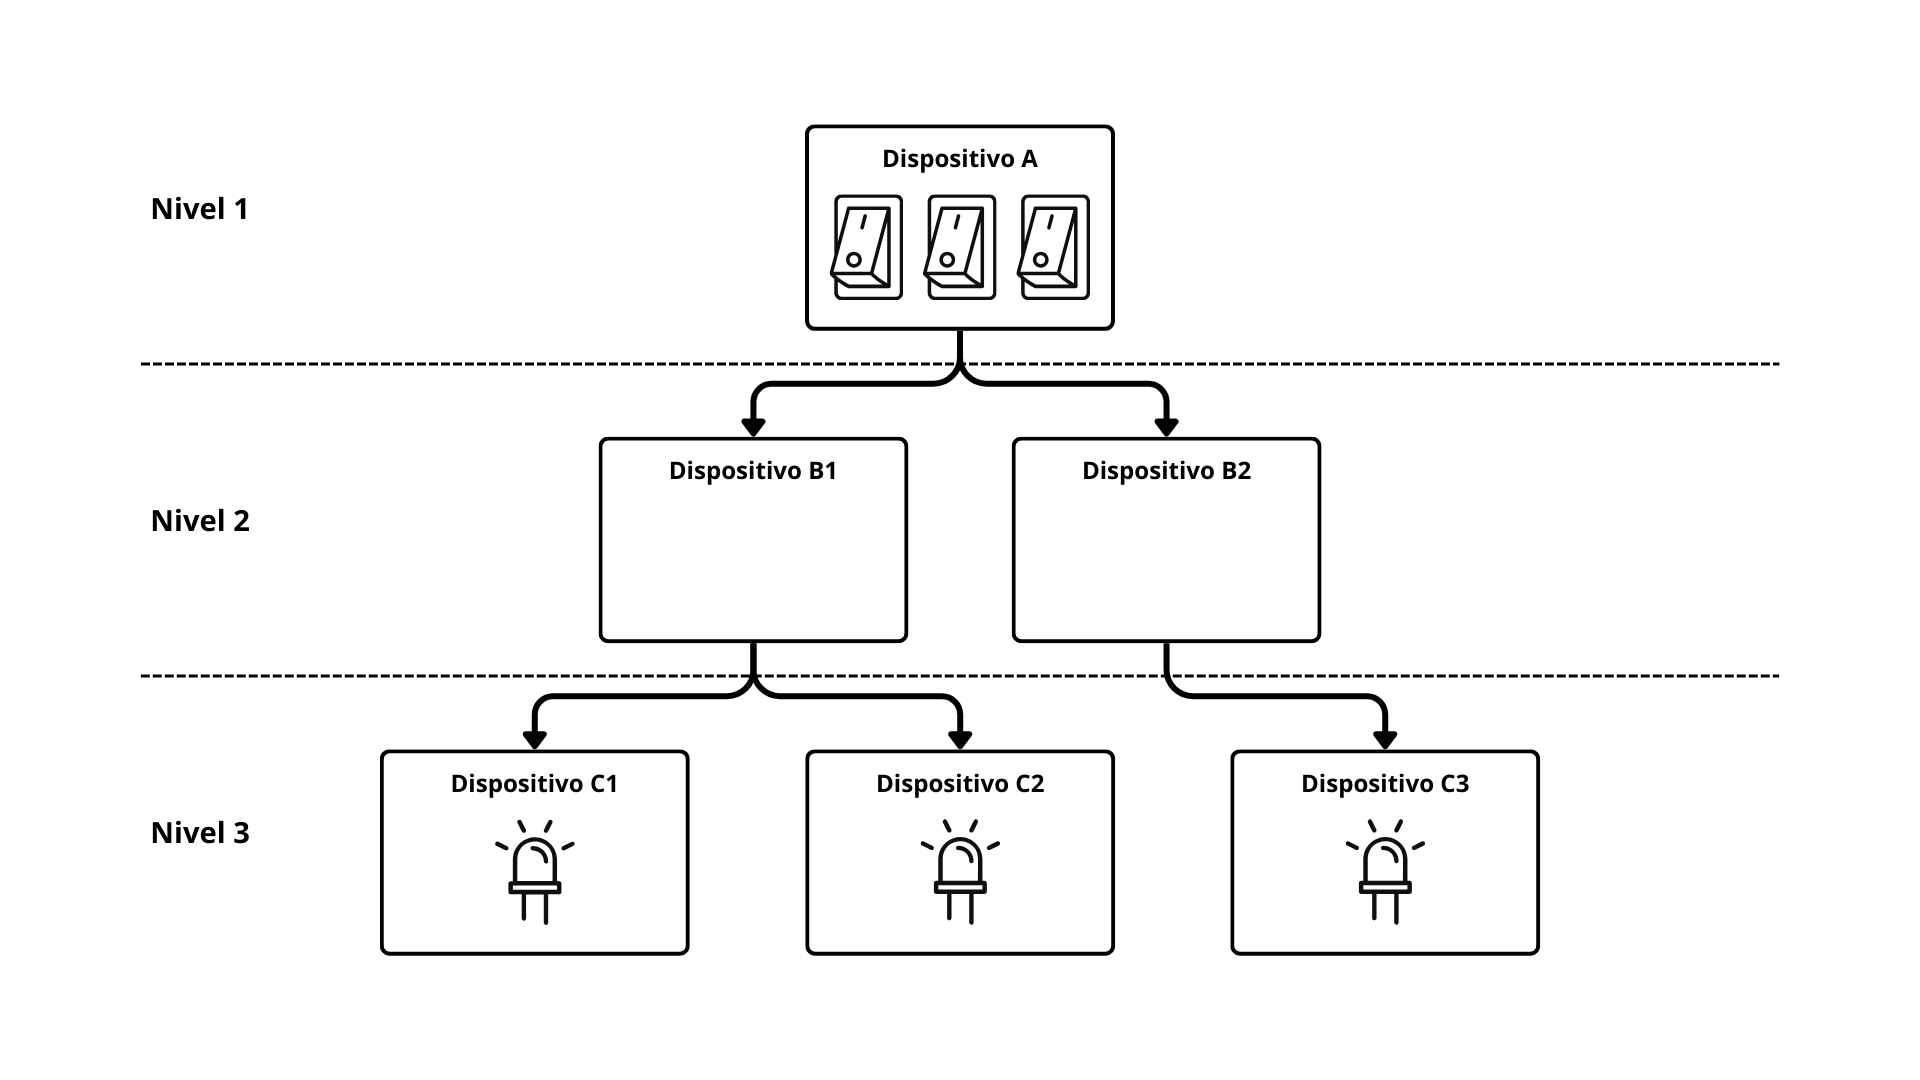 Dispositivo A
Nivel 1
Dispositivo B1
Dispositivo B2
Nivel 2
Dispositivo C1
Dispositivo C2
Dispositivo C3
Nivel 3